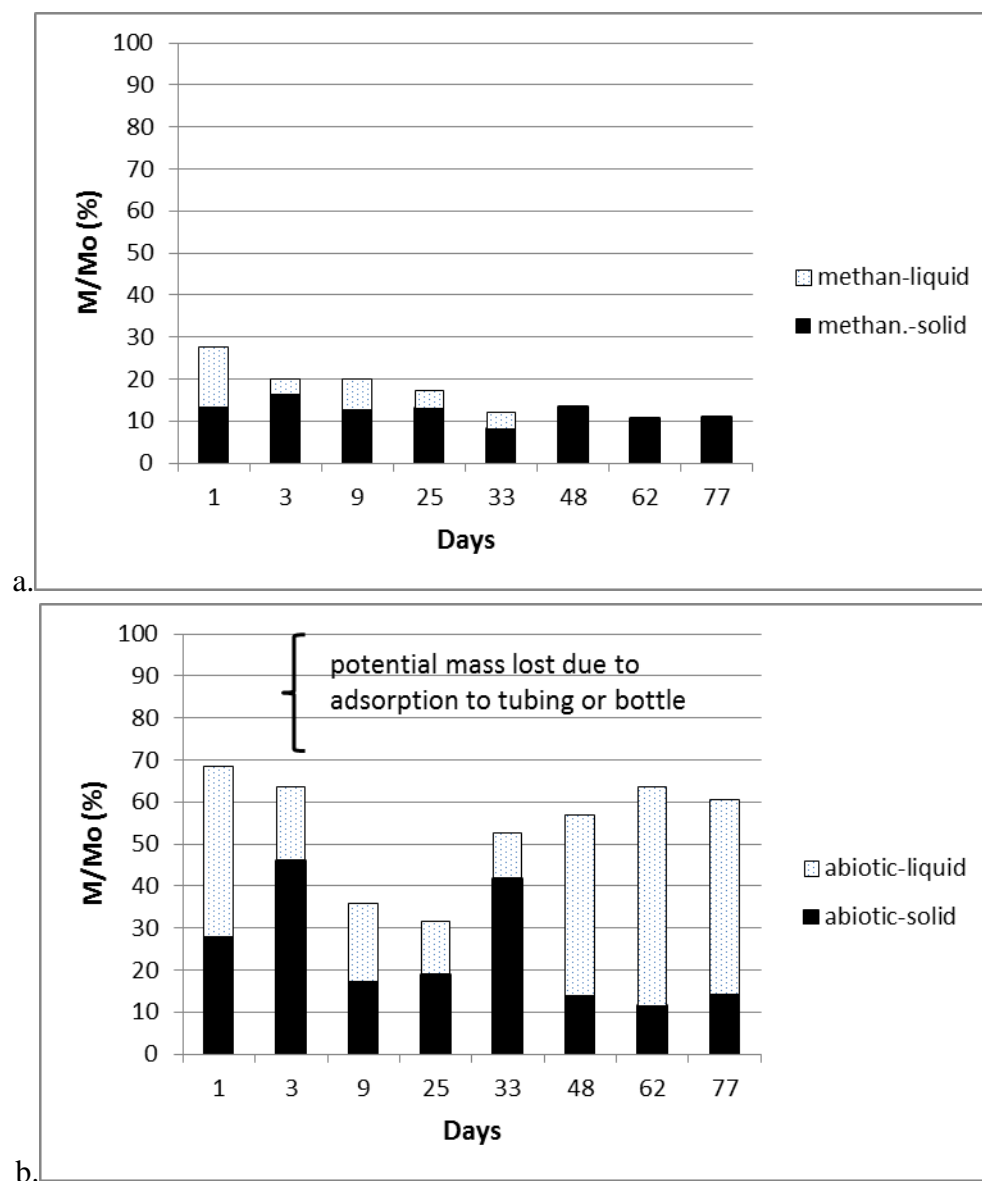 100
90
80
70
60
50
40
30
20
10
0
M/Mo (%)
1 3 9 25 33 48 62 77
Days
methan-liquid
methan.-solid
a.
100
90
80
70
60
50
40
30
20
10
0
M/Mo (%)
potential mass lost due to
adsorption to tubing or bottle
1 3 9 25 33 48 62 77
Days
abiotic-liquid
abiotic-solid
b.